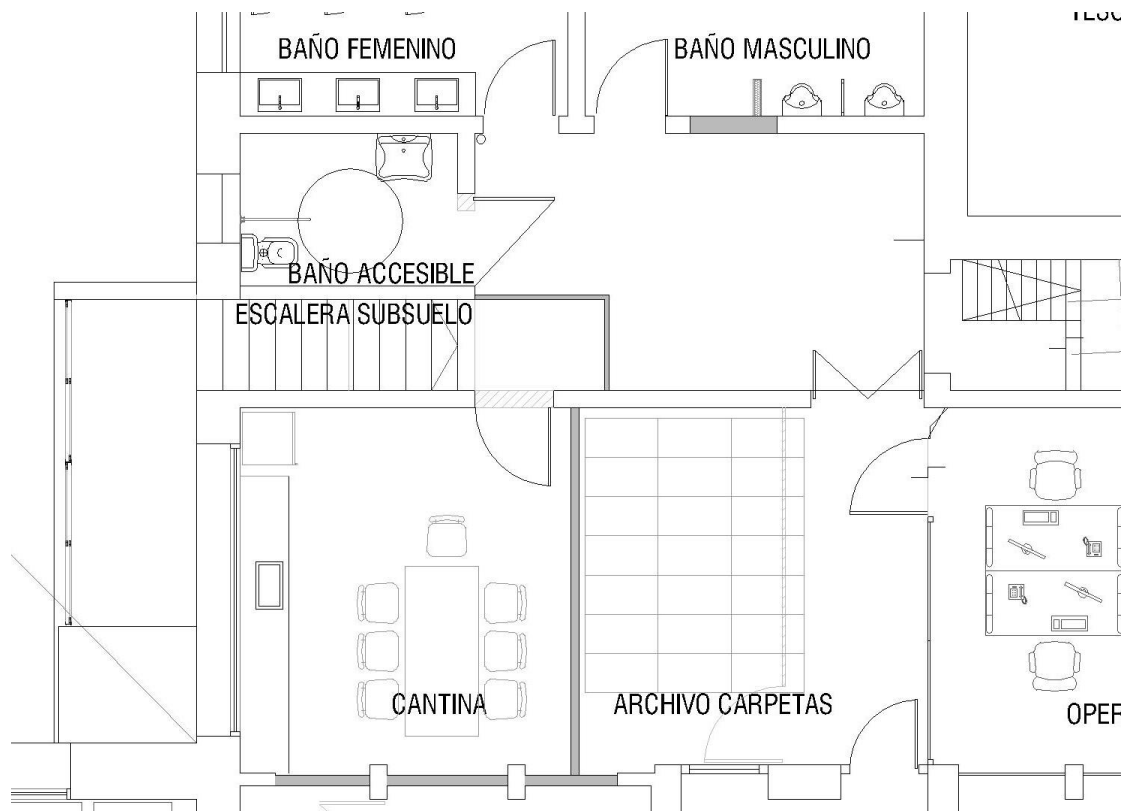 BAÑO FEMENINO
BAÑO MASCULINO
BAÑO ACCESIBLE
ESCALERA SUBSUELO
CANTINA
ARCHIVO CARPETAS
OPER